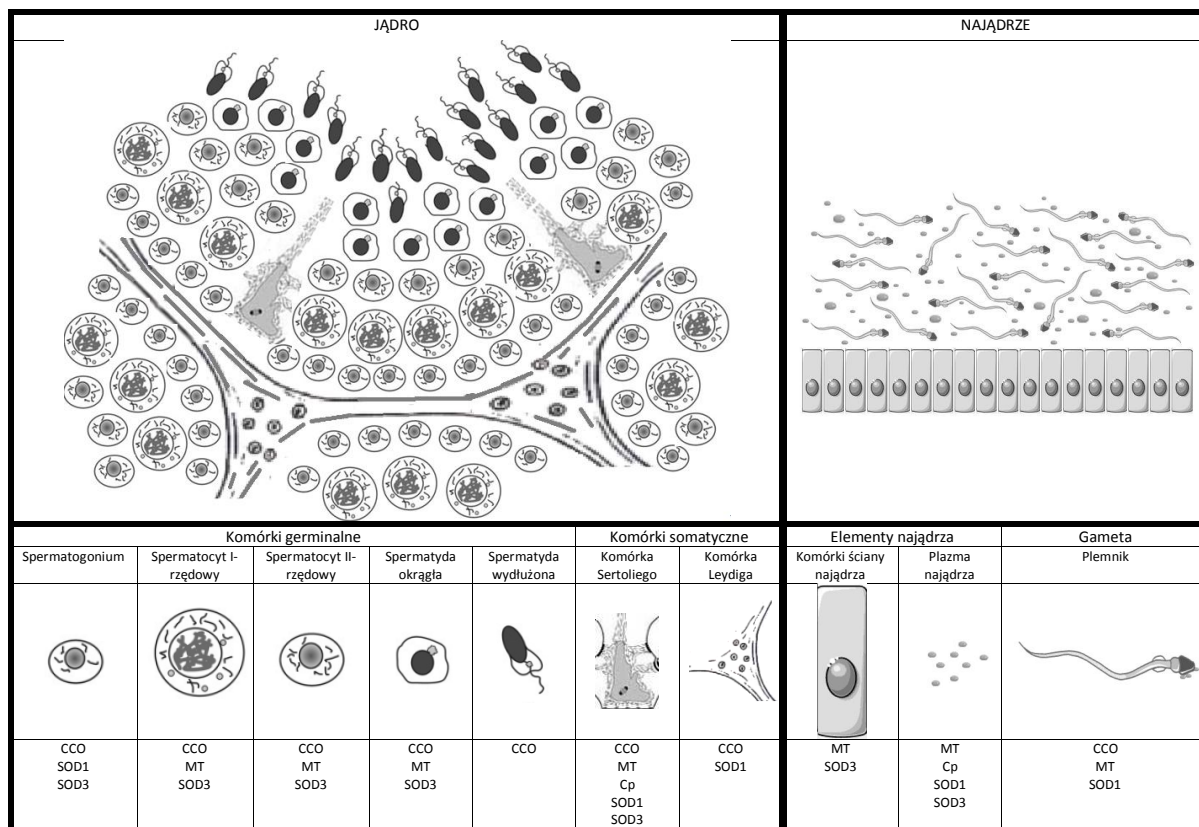 JĄDRO
NAJĄDRZE
Komórki germinalne
Komórki somatyczne
Elementy najądrza
Gameta
Spermatogonium
Spermatocyt I-
rzędowy
Spermatocyt II-
rzędowy
Spermatyda
okrągła
Spermatyda
wydłużona
Komórka
Sertoliego
Komórka
Leydiga
Komórki ściany
najądrza
Plazma
najądrza
Plemnik
CCO
SOD1
SOD3
CCO
MT
SOD3
CCO
MT
SOD3
CCO
MT
SOD3
CCO
CCO
MT
Cp
SOD1
SOD3
CCO
SOD1
MT
SOD3
MT
Cp
SOD1
SOD3
CCO
MT
SOD1